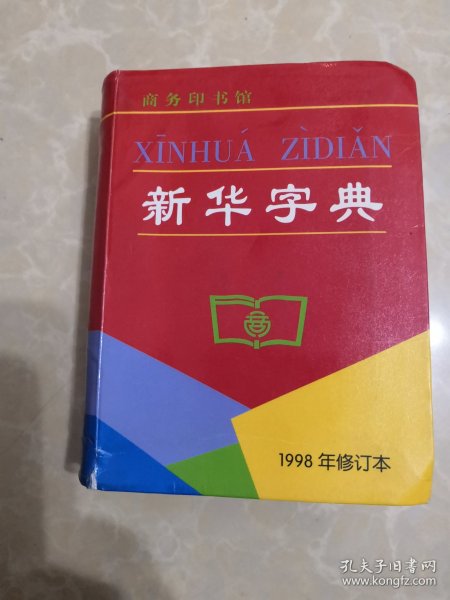 商务印书馆
XĪNHUÁ ZÌDIǍN
新华字典
商
1998年修订本
孔夫子旧书网
www.kongfz.com